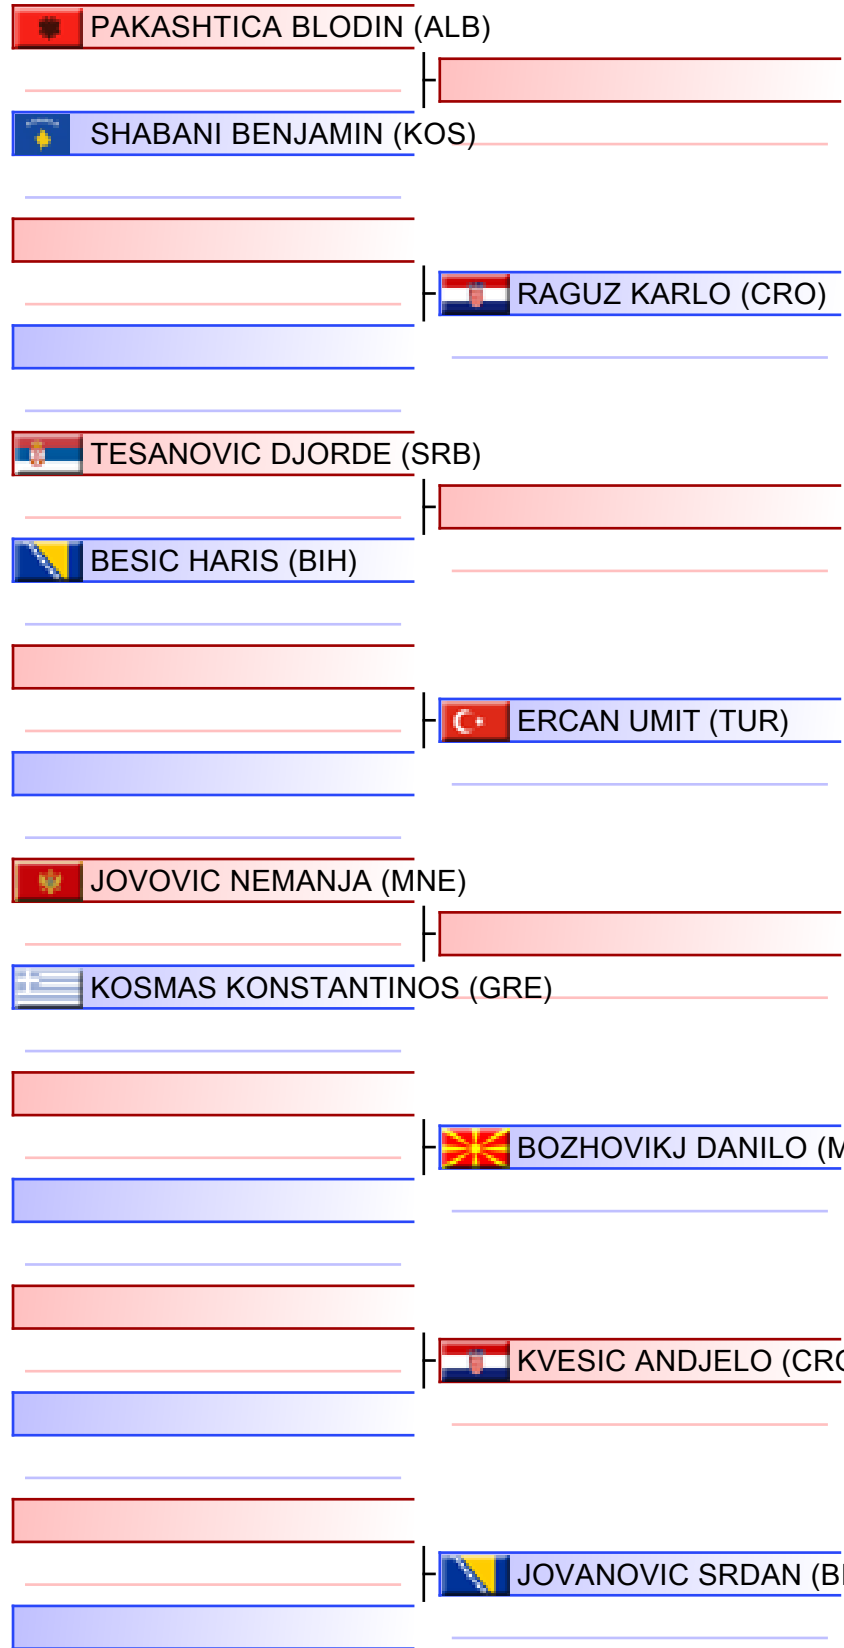 PAKASHTICA BLODIN (ALB)
SHABANI BENJAMIN (KOS)
RAGUZ KARLO (CRO)
TESANOVIC DJORDE (SRB)
BESIC HARIS (BIH)
ERCAN UMIT (TUR)
JOVOVIC NEMANJA (MNE)
KOSMAS KONSTANTINOS (GRE)
BOZHOVIKJ DANILO
KVESIC ANDJELO
JOVANOVIC SRDAN